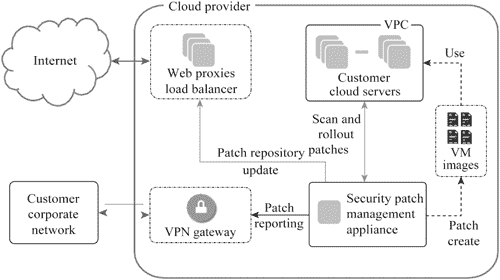 Cloud provider
VPC
Internet
Web proxies
load balancer
Customer
cloud servers
Use
Scan and
rollout
patches
VM
images
Patch repository
update
Customer
corporate
network
VPN gateway
Patch
reporting
Security patch
management
appliance
Patch
create